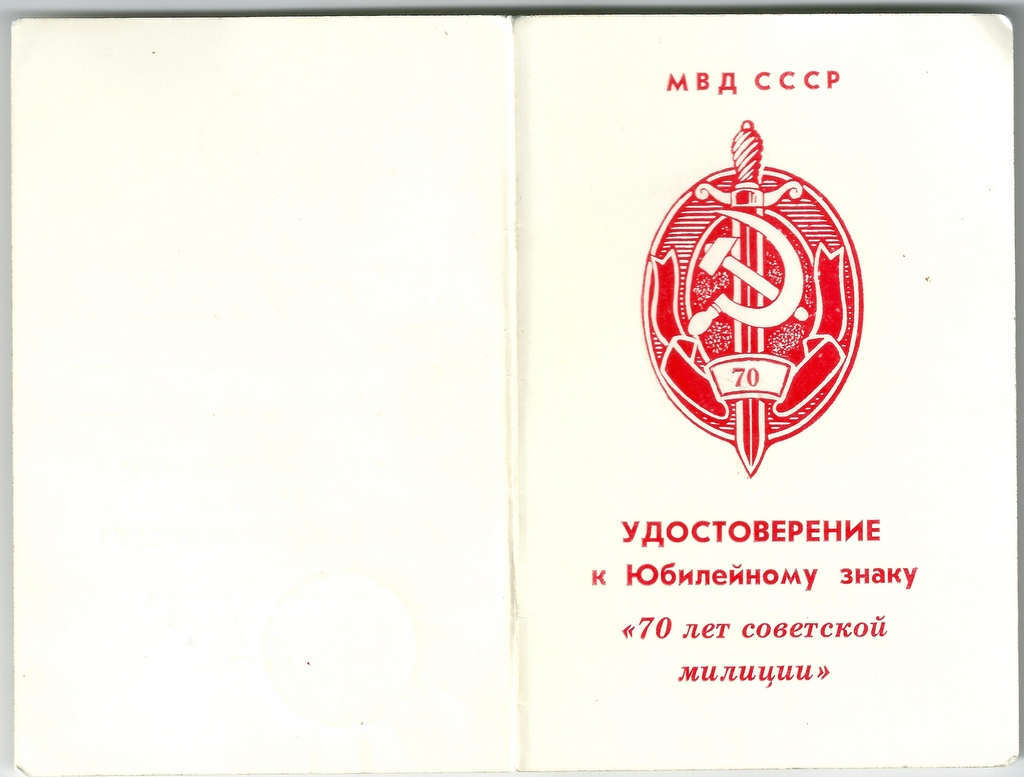 МВД СССР
70
УДОСТОВЕРЕНИЕ
к Юбилейному знаку
«70 лет советской
милиции»